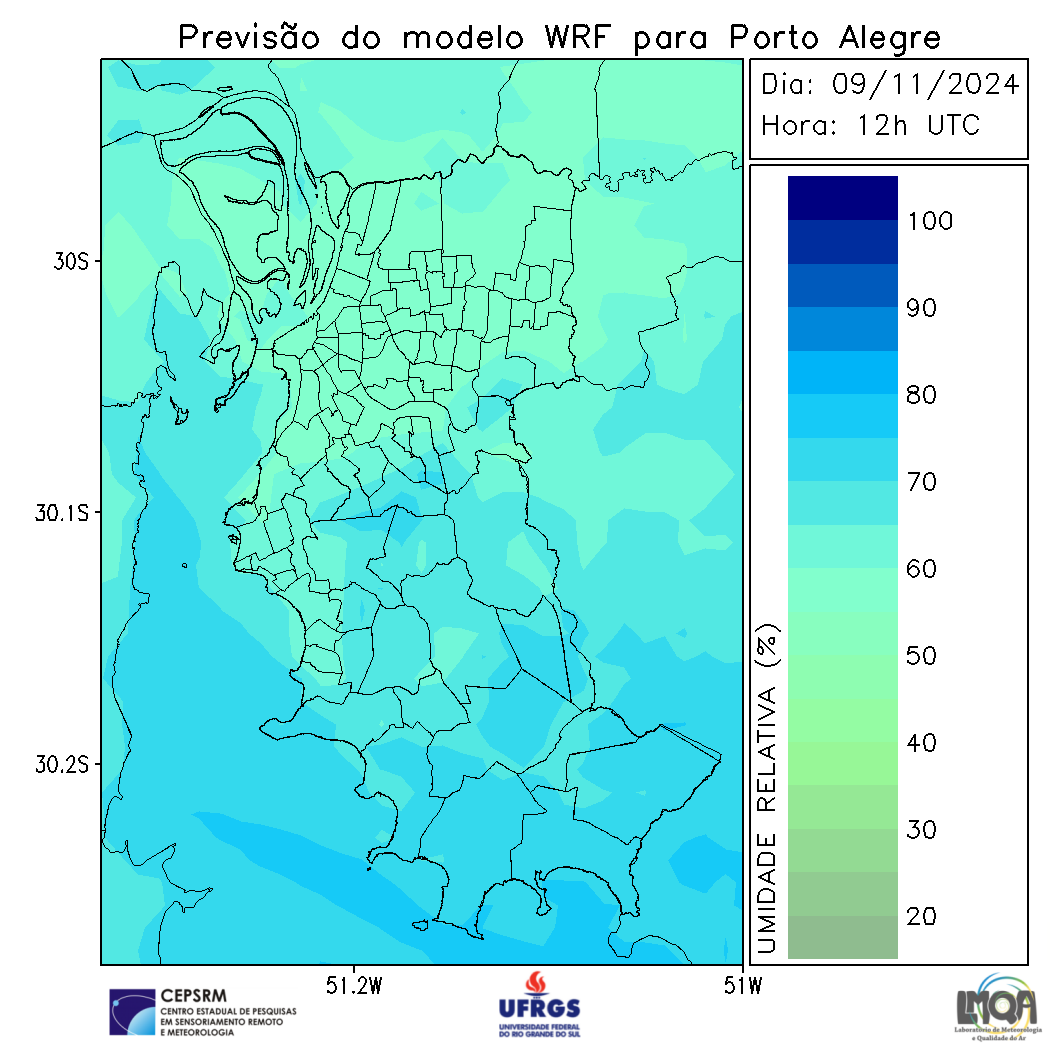 Previsão do modelo WRF para Porto Alegre
Dia: 09/11/2024
Hora: 12h UTC
30S
30.1S
30.2S
51.2W
51W
100
90
80
70
60
50
40
30
20
UMIDADE RELATIVA (%)
CEPSRM
CENTRO ESTADUAL DE PESQUISAS
EM SENSORIAMENTO REMOTO
E METEOROLOGIA
UFRGS
UNIVERSIDADE FEDERAL
DO RIO GRANDE DO SUL
LMQA
Laboratório de Meteorologia
e Qualidade do Ar